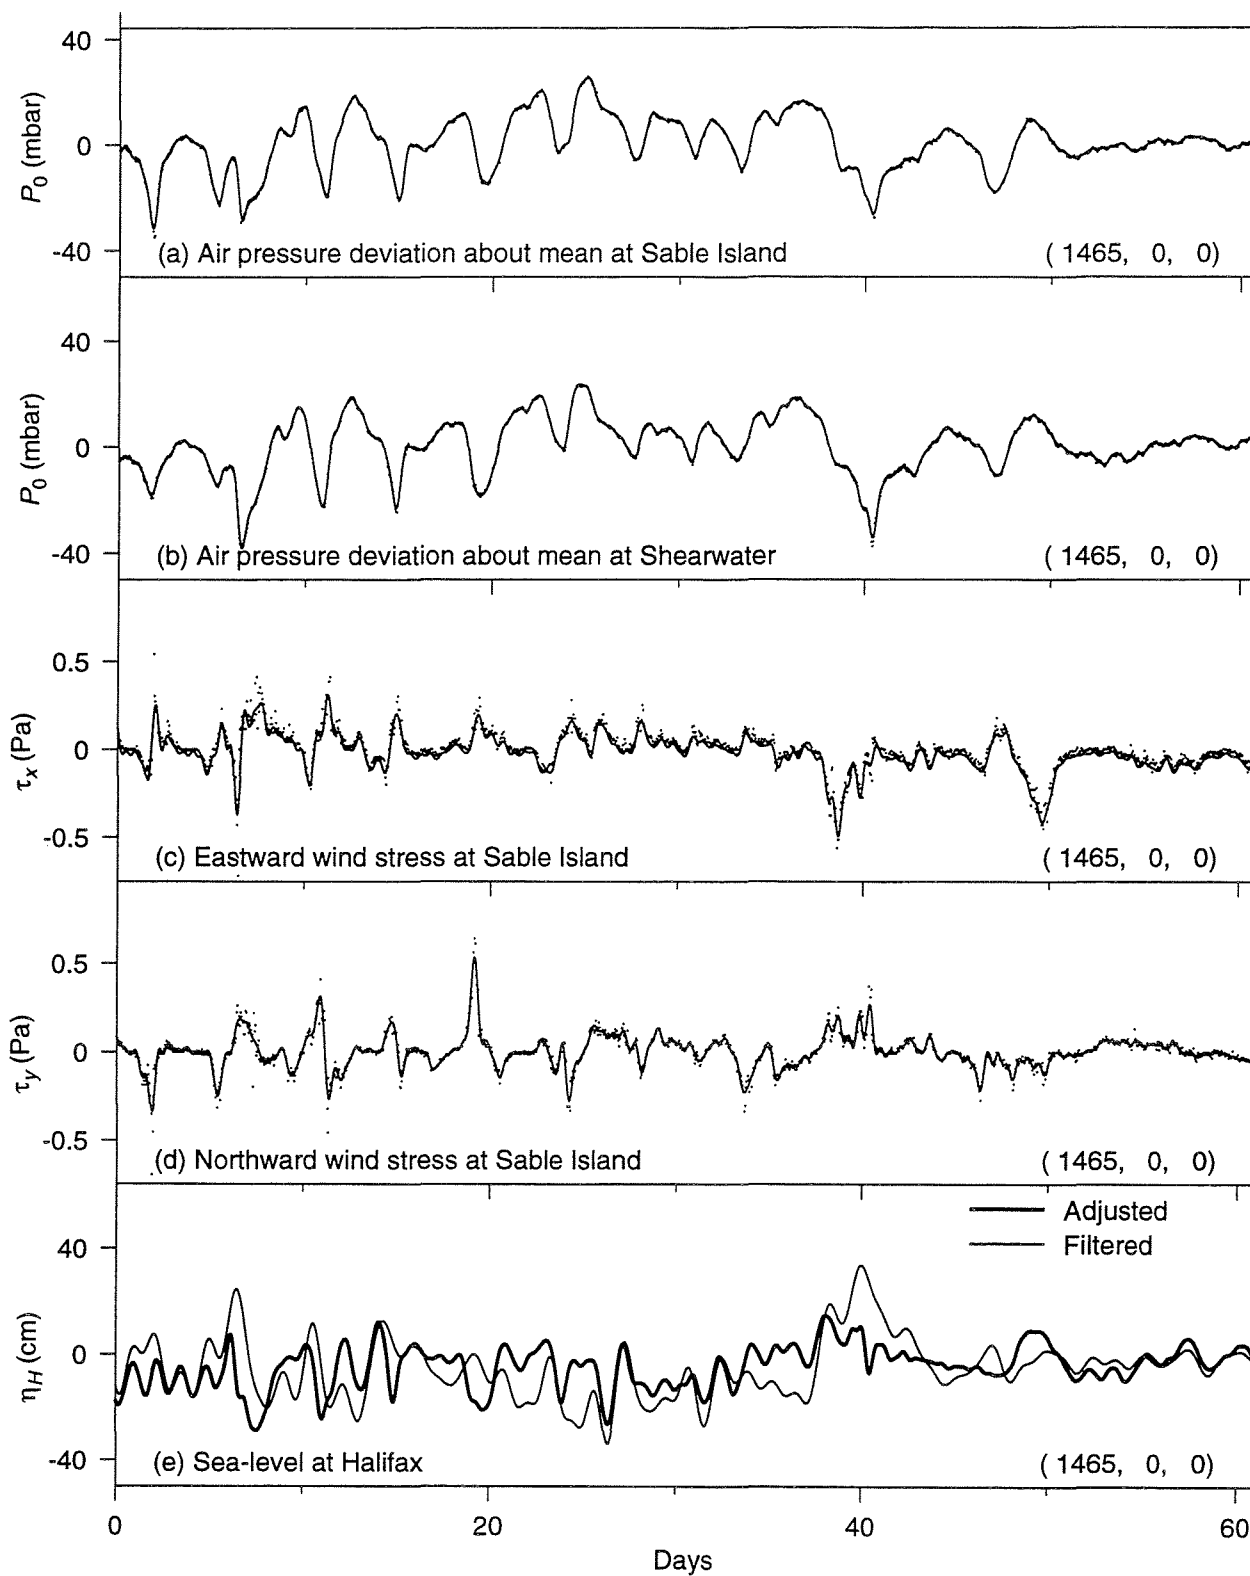 40
0
-40
P0 (mbar)
(a) Air pressure deviation about mean at Sable Island
( 1465, 0, 0)
40
0
-40
P0 (mbar)
(b) Air pressure deviation about mean at Shearwater
( 1465, 0, 0)
0.5
0
-0.5
τx (Pa)
(c) Eastward wind stress at Sable Island
( 1465, 0, 0)
0.5
0
-0.5
τy (Pa)
(d) Northward wind stress at Sable Island
( 1465, 0, 0)
Adjusted
Filtered
40
0
-40
ηH (cm)
(e) Sea-level at Halifax
( 1465, 0, 0)
0 20 40 60
Days